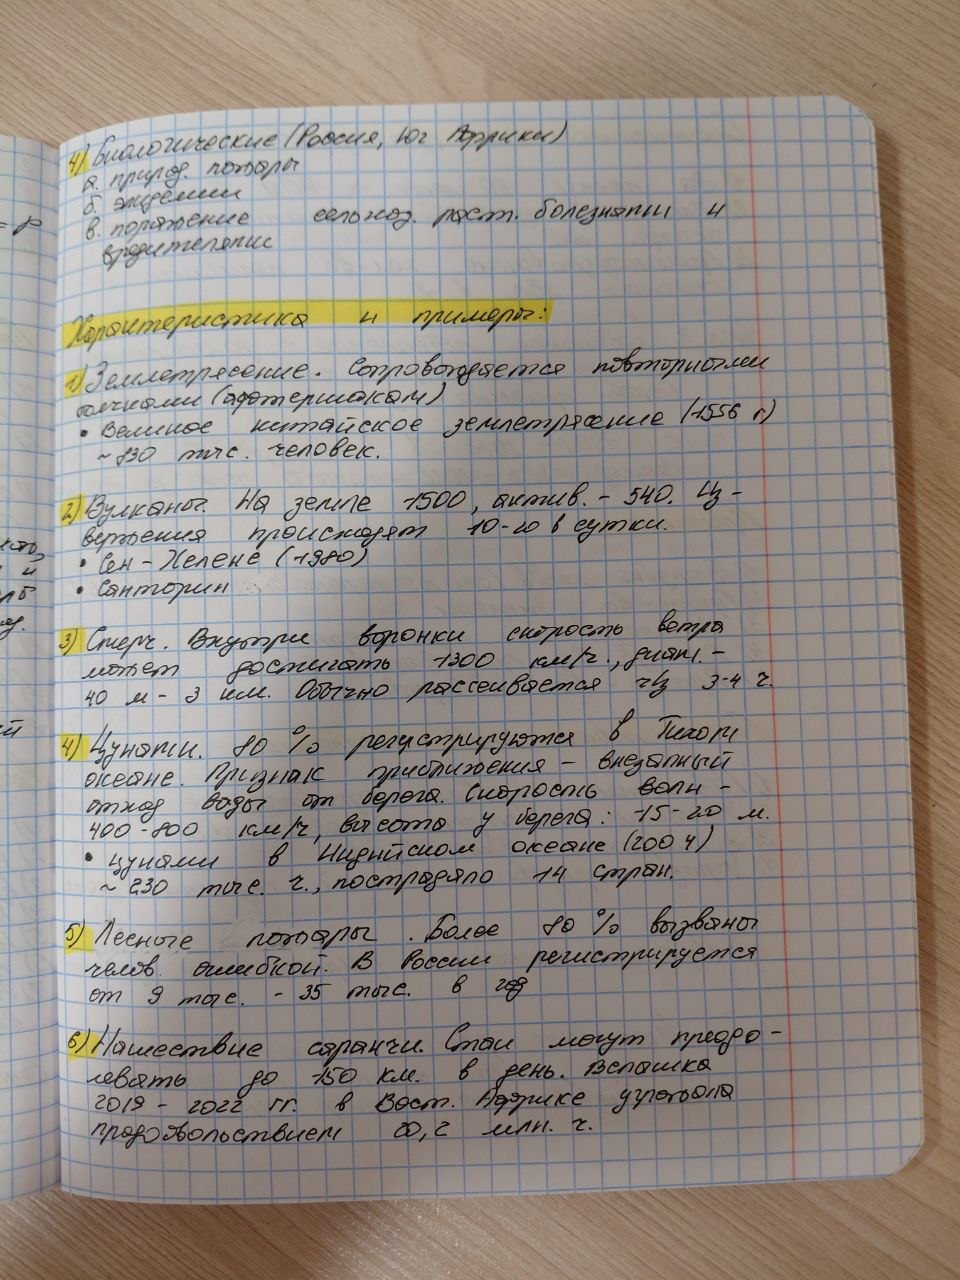 4) Биологические (Россия, Юг Африки)
а. природ. пожары
б. эпидемии
в. поражение сельхоз. раст. болезнями и
вредителями
Характеристика и примеры:
1) Землетрясение. Сопровождается повторными
толчками (афтершокам)
• Великое китайское землетрясение (1556 г)
~ 830 тыс. человек.
2) Вулканы. На земле 1500, актив. - 540. Из-
вержения происходят 10-20 в сутки.
• Сен-Хелене (1980)
• Санторин
3) Смерч. Внутри воронки скорость ветра
может достигать 1300 км/ч., диам. -
40 м - 3 км. Обычно рассеивается ч/з 3-4 ч.
4) Цунами. 80 % регистрируются в Тихом
океане. Признак приближения - внезапный
отход воды от берега. Скорость волн -
400-800 км/ч, высота у берега: 15-20 м.
• цунами в Индийском океане (2004)
~ 230 тыс. ч., пострадало 14 стран.
5) Лесные пожары. Более 80 % вызваны
челов. ошибкой. В России регистрируется
от 9 тыс. - 35 тыс. в год
6) Нашествие саранчи. Стаи могут преодо-
левать до 150 км. в день. Вспышка
2019 - 2022 гг. в Вост. Африке угрожала
продовольствием 20,2 млн. ч.